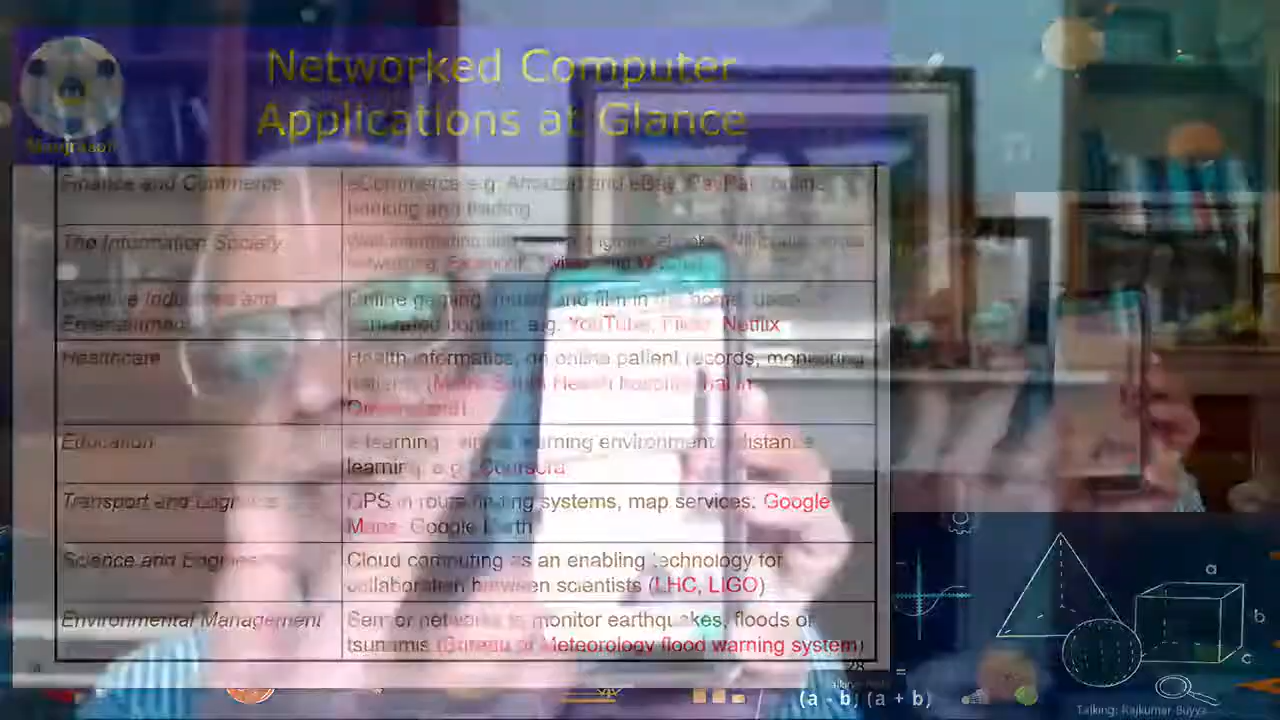 Networked Computer
Applications at Glance
Manjrasoft
Finance and Commerce
eCommerce e.g. Amazon and eBay, PayPal, online
banking and trading
The Information Society
Creative Industries and
Entertainment
Online gaming, music and film in the home, user
generated content, e.g. YouTube, Flickr, Netflix
Healthcare
Health informatics, on online patient records, monitoring
patients
Education
e-learning learning environment distance
learning e.g. Coursera
Transport and Logistics
GPS in route finding systems, map services: Google
Maps, Google Earth
Science and Enginee
Cloud computing as an enabling technology for
collaboration between scientists (LHC, LIGO)
Environmental Management
Sensor networks to monitor earthquakes, floods or
tsunamis (Bureau of Meteorology flood warning system)
28
a
b
c
=
(a - b) (a + b)
Talking: Rajkumar Buyya